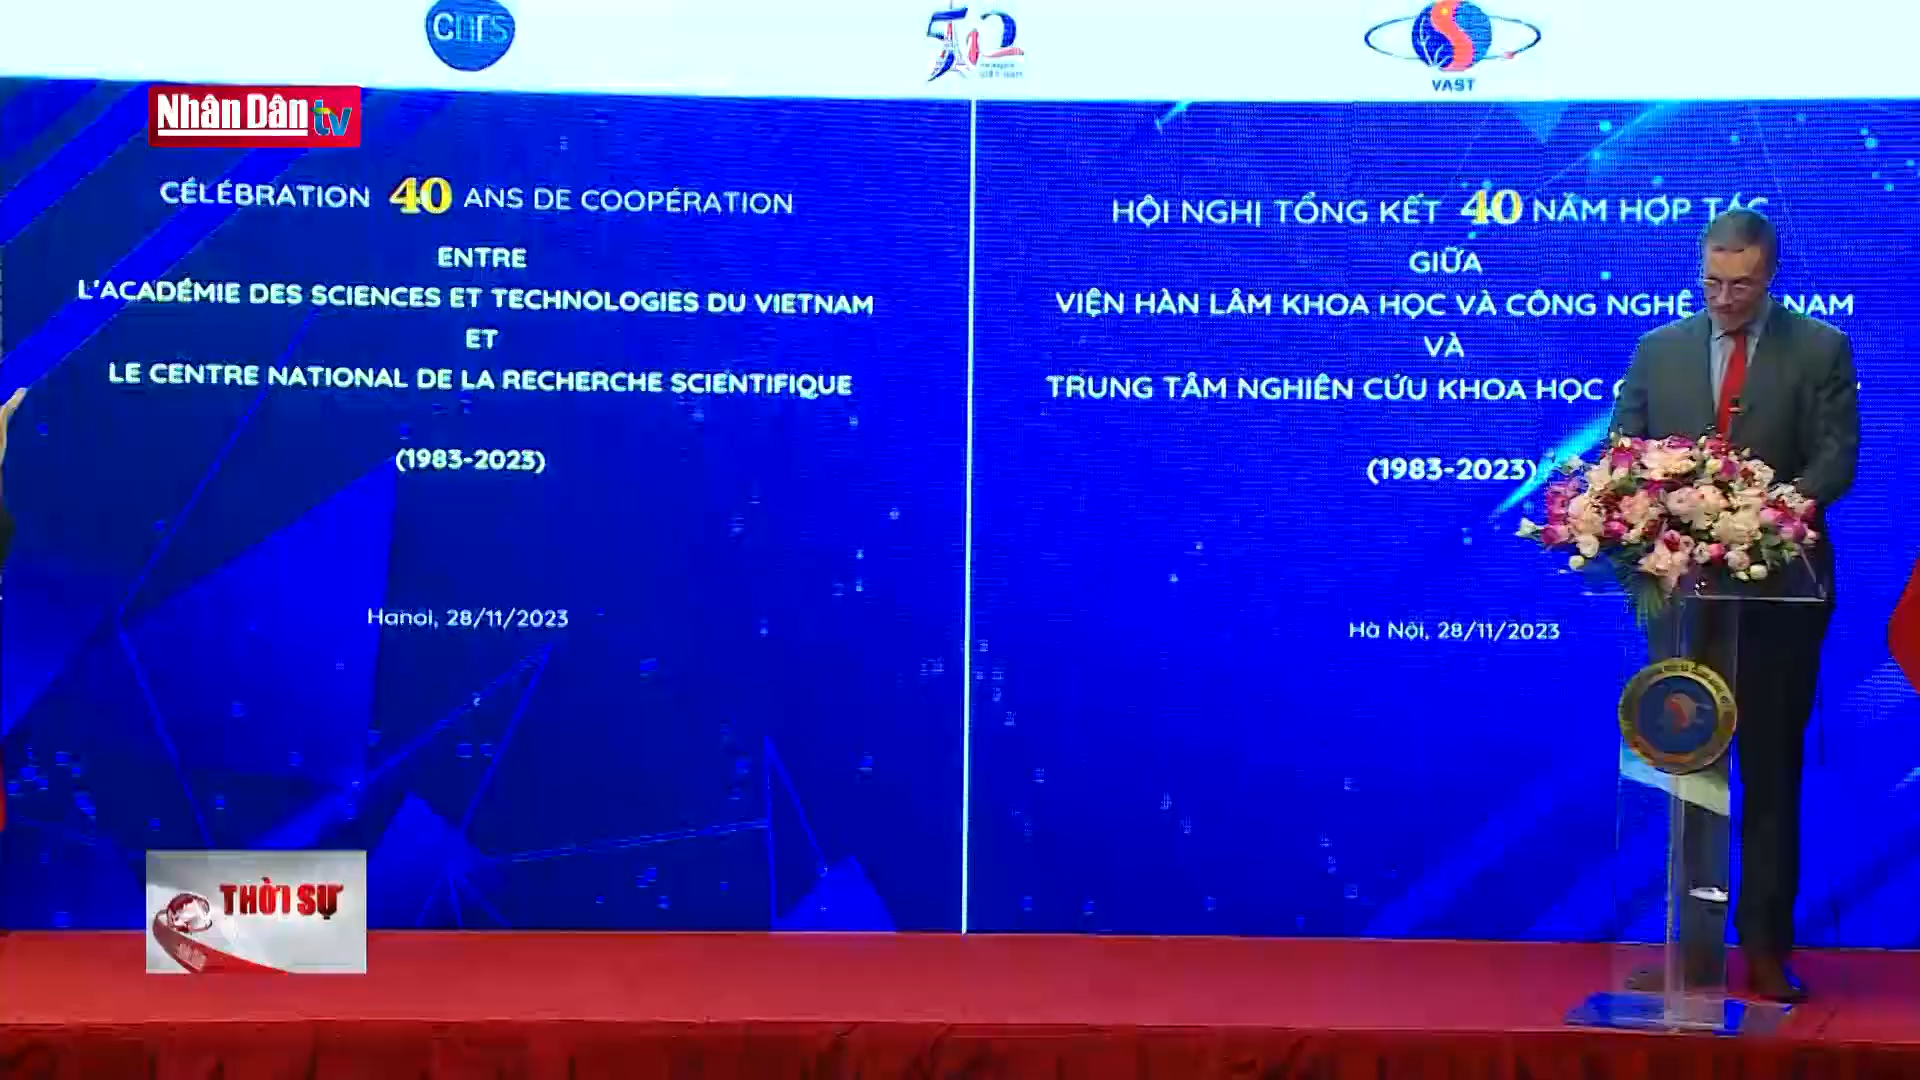 cnrs
50
VAST
Nhân Dân tv
CÉLÉBRATION 40 ANS DE COOPÉRATION
ENTRE
L'ACADÉMIE DES SCIENCES ET TECHNOLOGIES DU VIETNAM
ET
LE CENTRE NATIONAL DE LA RECHERCHE SCIENTIFIQUE
(1983-2023)
Hanoi, 28/11/2023
HỘI NGHỊ TỔNG KẾT 40 NĂM HỢP TÁC
GIỮA
VIỆN HÀN LÂM KHOA HỌC VÀ CÔNG NGHỆ NAM
VÀ
TRUNG TÂM NGHIÊN CỨU KHOA HỌC
(1983-2023)
Hà Nội, 28/11/2023
THỜI SỰ